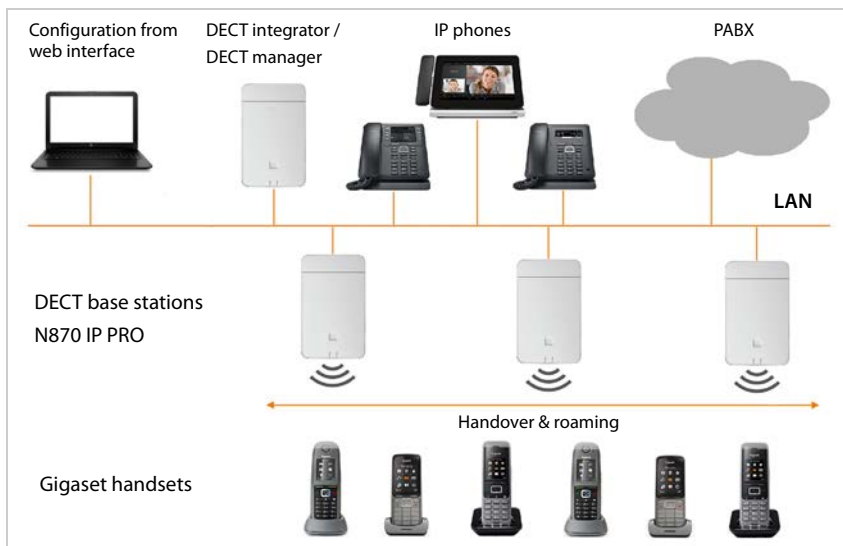 Configuration from
web interface
DECT integrator /
DECT manager
IP phones
PABX
LAN
DECT base stations
N870 IP PRO
Handover & roaming
Gigaset handsets